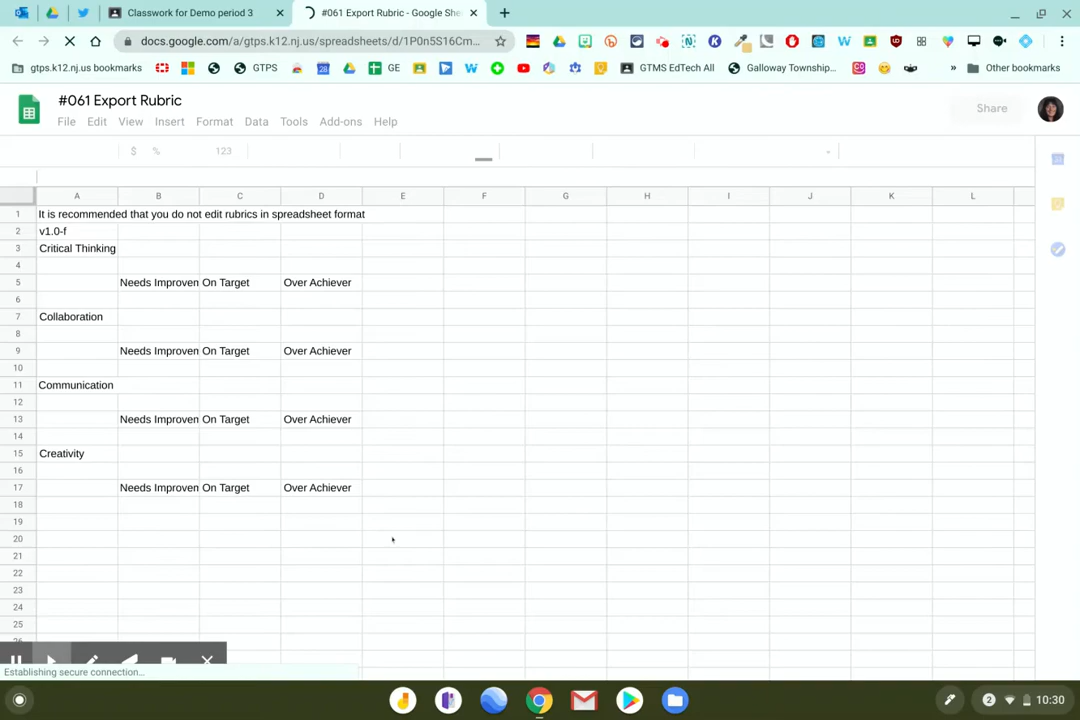 Classwork for Demo period 3
#061 Export Rubric - Google She
docs.google.com/a/gtps.k12.nj.us/spreadsheets/d/1P0n5S16Cm...
gtps.k12.nj.us bookmarks
GTPS
28
GE
GTMS EdTech All
Galloway Township...
»
Other bookmarks
#061 Export Rubric
Share
File Edit View Insert Format Data Tools Add-ons Help
$ % 123
A B C D E F G H I J K L
1 It is recommended that you do not edit rubrics in spreadsheet format
2 v1.0-f
3 Critical Thinking
4
5 Needs Improven On Target Over Achiever
6
7 Collaboration
8
9 Needs Improven On Target Over Achiever
10
11 Communication
12
13 Needs Improven On Target Over Achiever
14
15 Creativity
16
17 Needs Improven On Target Over Achiever
18
19
20
21
22
23
24
25
26
Establishing secure connection...
2 10:30